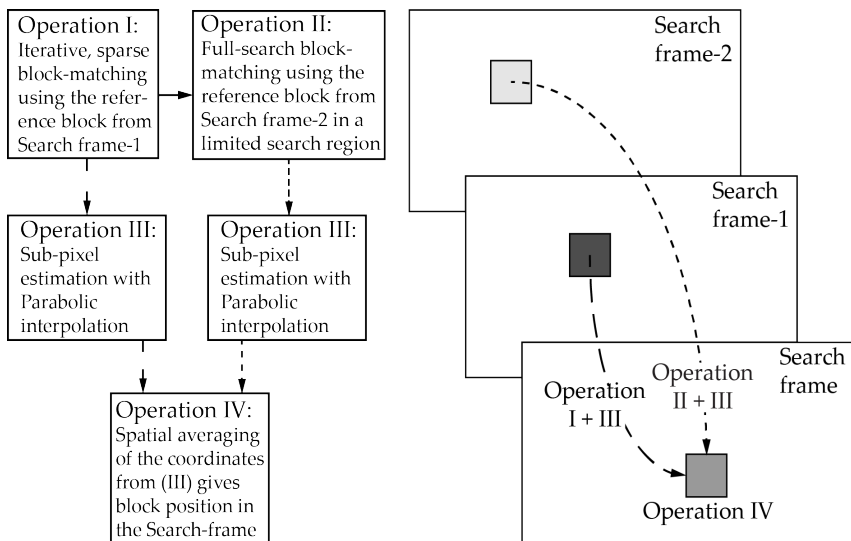 Operation I:
Iterative, sparse
block-matching
using the refer-
ence block from
Search frame-1
Operation II:
Full-search block-
matching using the
reference block from
Search frame-2 in a
limited search region
Operation III:
Sub-pixel
estimation with
Parabolic
interpolation
Operation III:
Sub-pixel
estimation with
Parabolic
interpolation
Operation IV:
Spatial averaging
of the coordinates
from (III) gives
block position in
the Search-frame
Search
frame-2
Search
frame-1
Search
frame
Operation
I + III
Operation
II + III
Operation IV